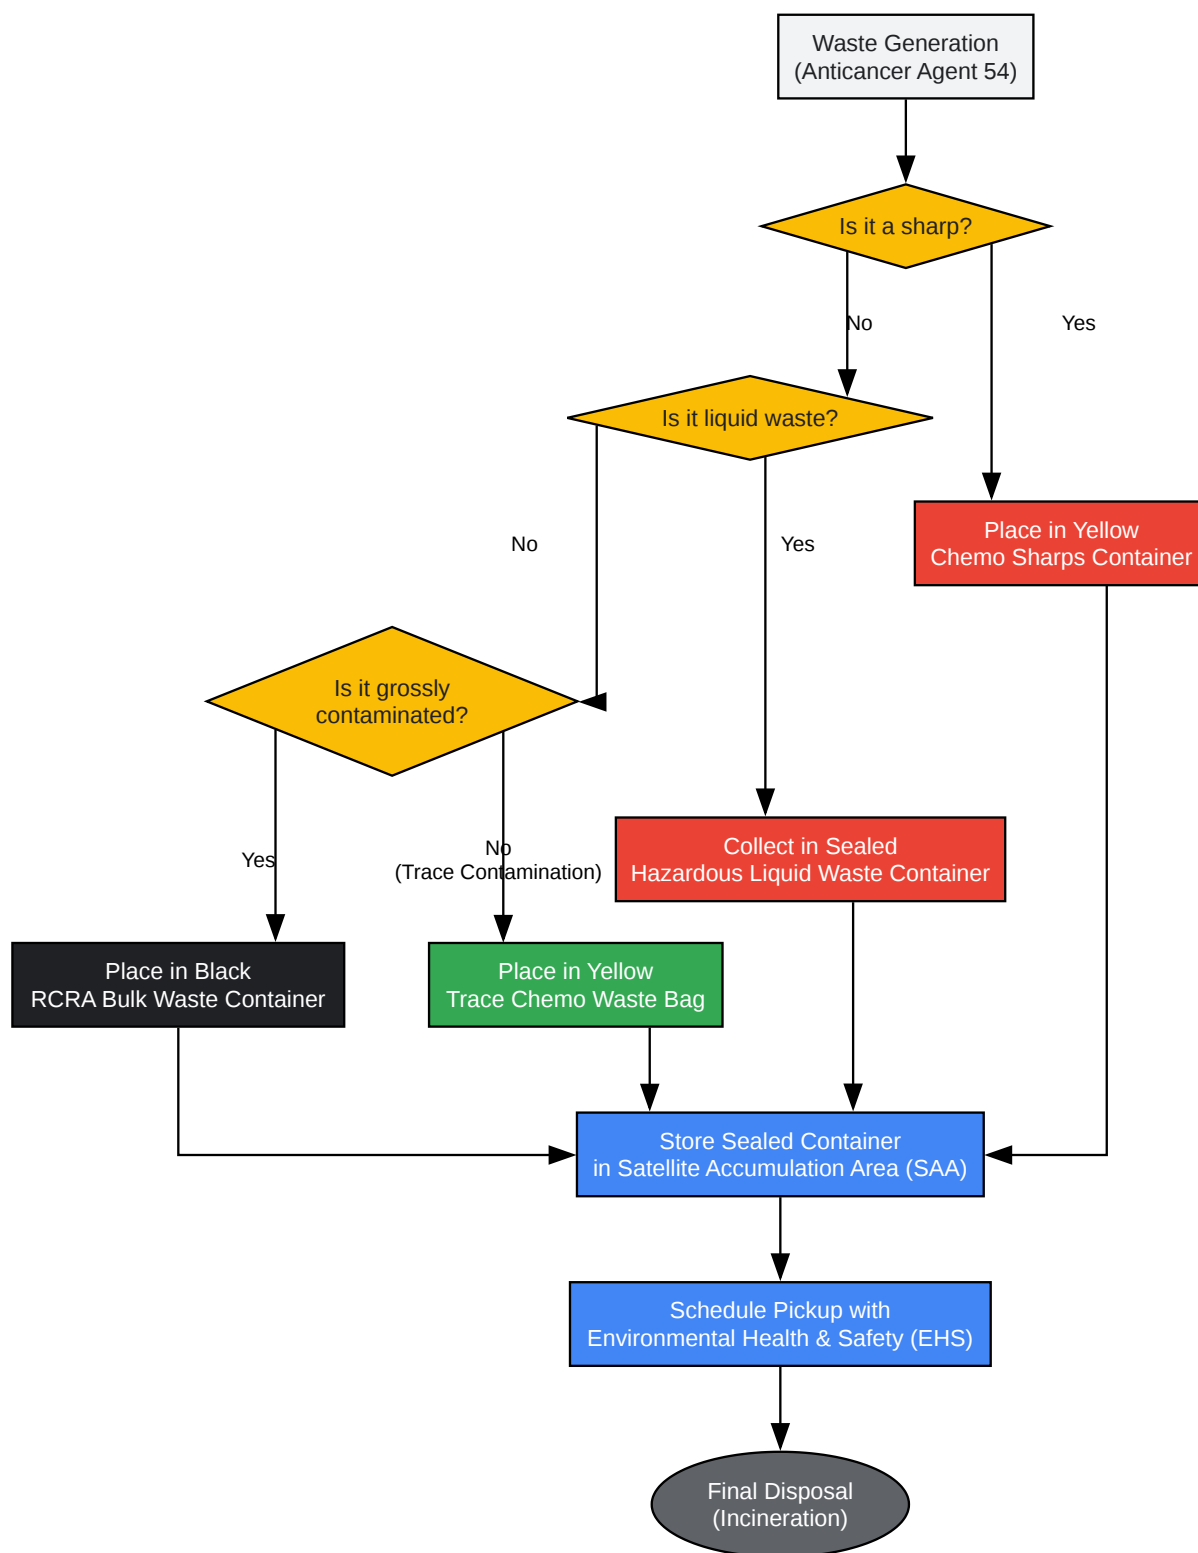 Waste Generation
(Anticancer Agent 54)
Is it a sharp?
No
Yes
Is it liquid waste?
No
Yes
Place in Yellow
Chemo Sharps Container
Is it grossly
contaminated?
Yes
No
(Trace Contamination)
Collect in Sealed
Hazardous Liquid Waste Container
Place in Black
RCRA Bulk Waste Container
Place in Yellow
Trace Chemo Waste Bag
Store Sealed Container
in Satellite Accumulation Area (SAA)
Schedule Pickup with
Environmental Health & Safety (EHS)
Final Disposal
(Incineration)